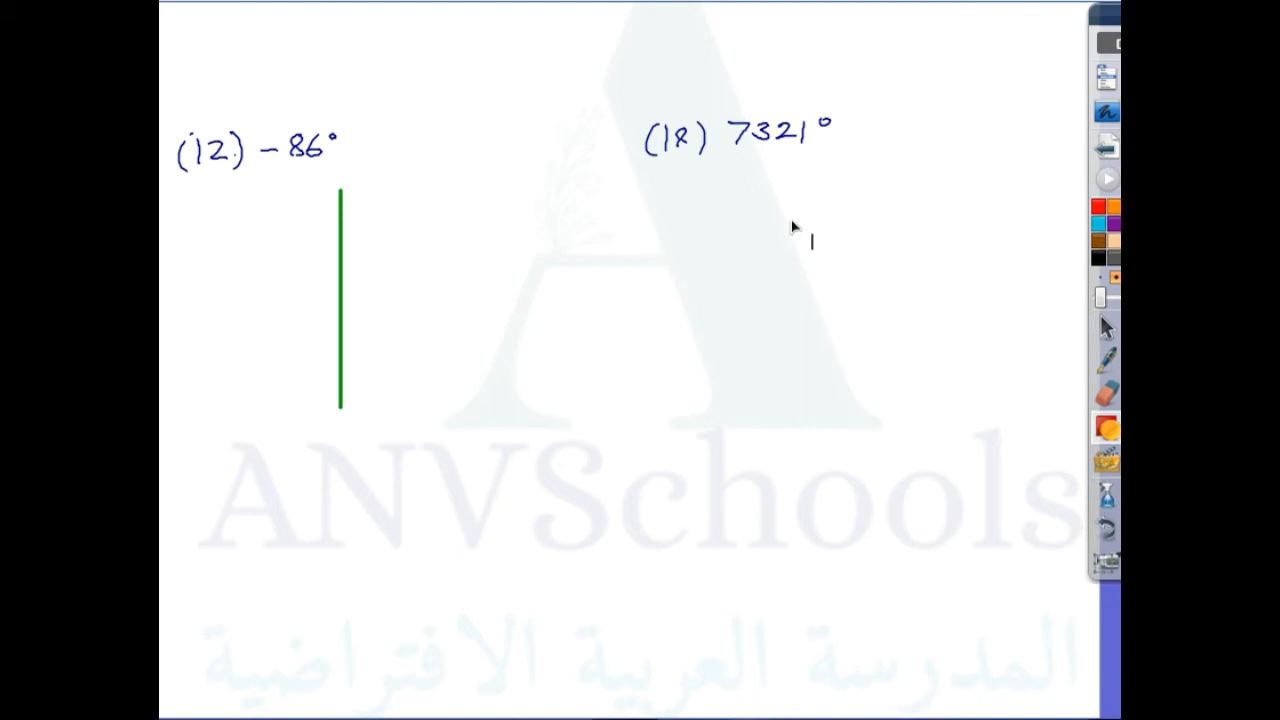 (12) - 86°
(18) 7321°
ANVSchools
المدرسة العربية الافتراضية